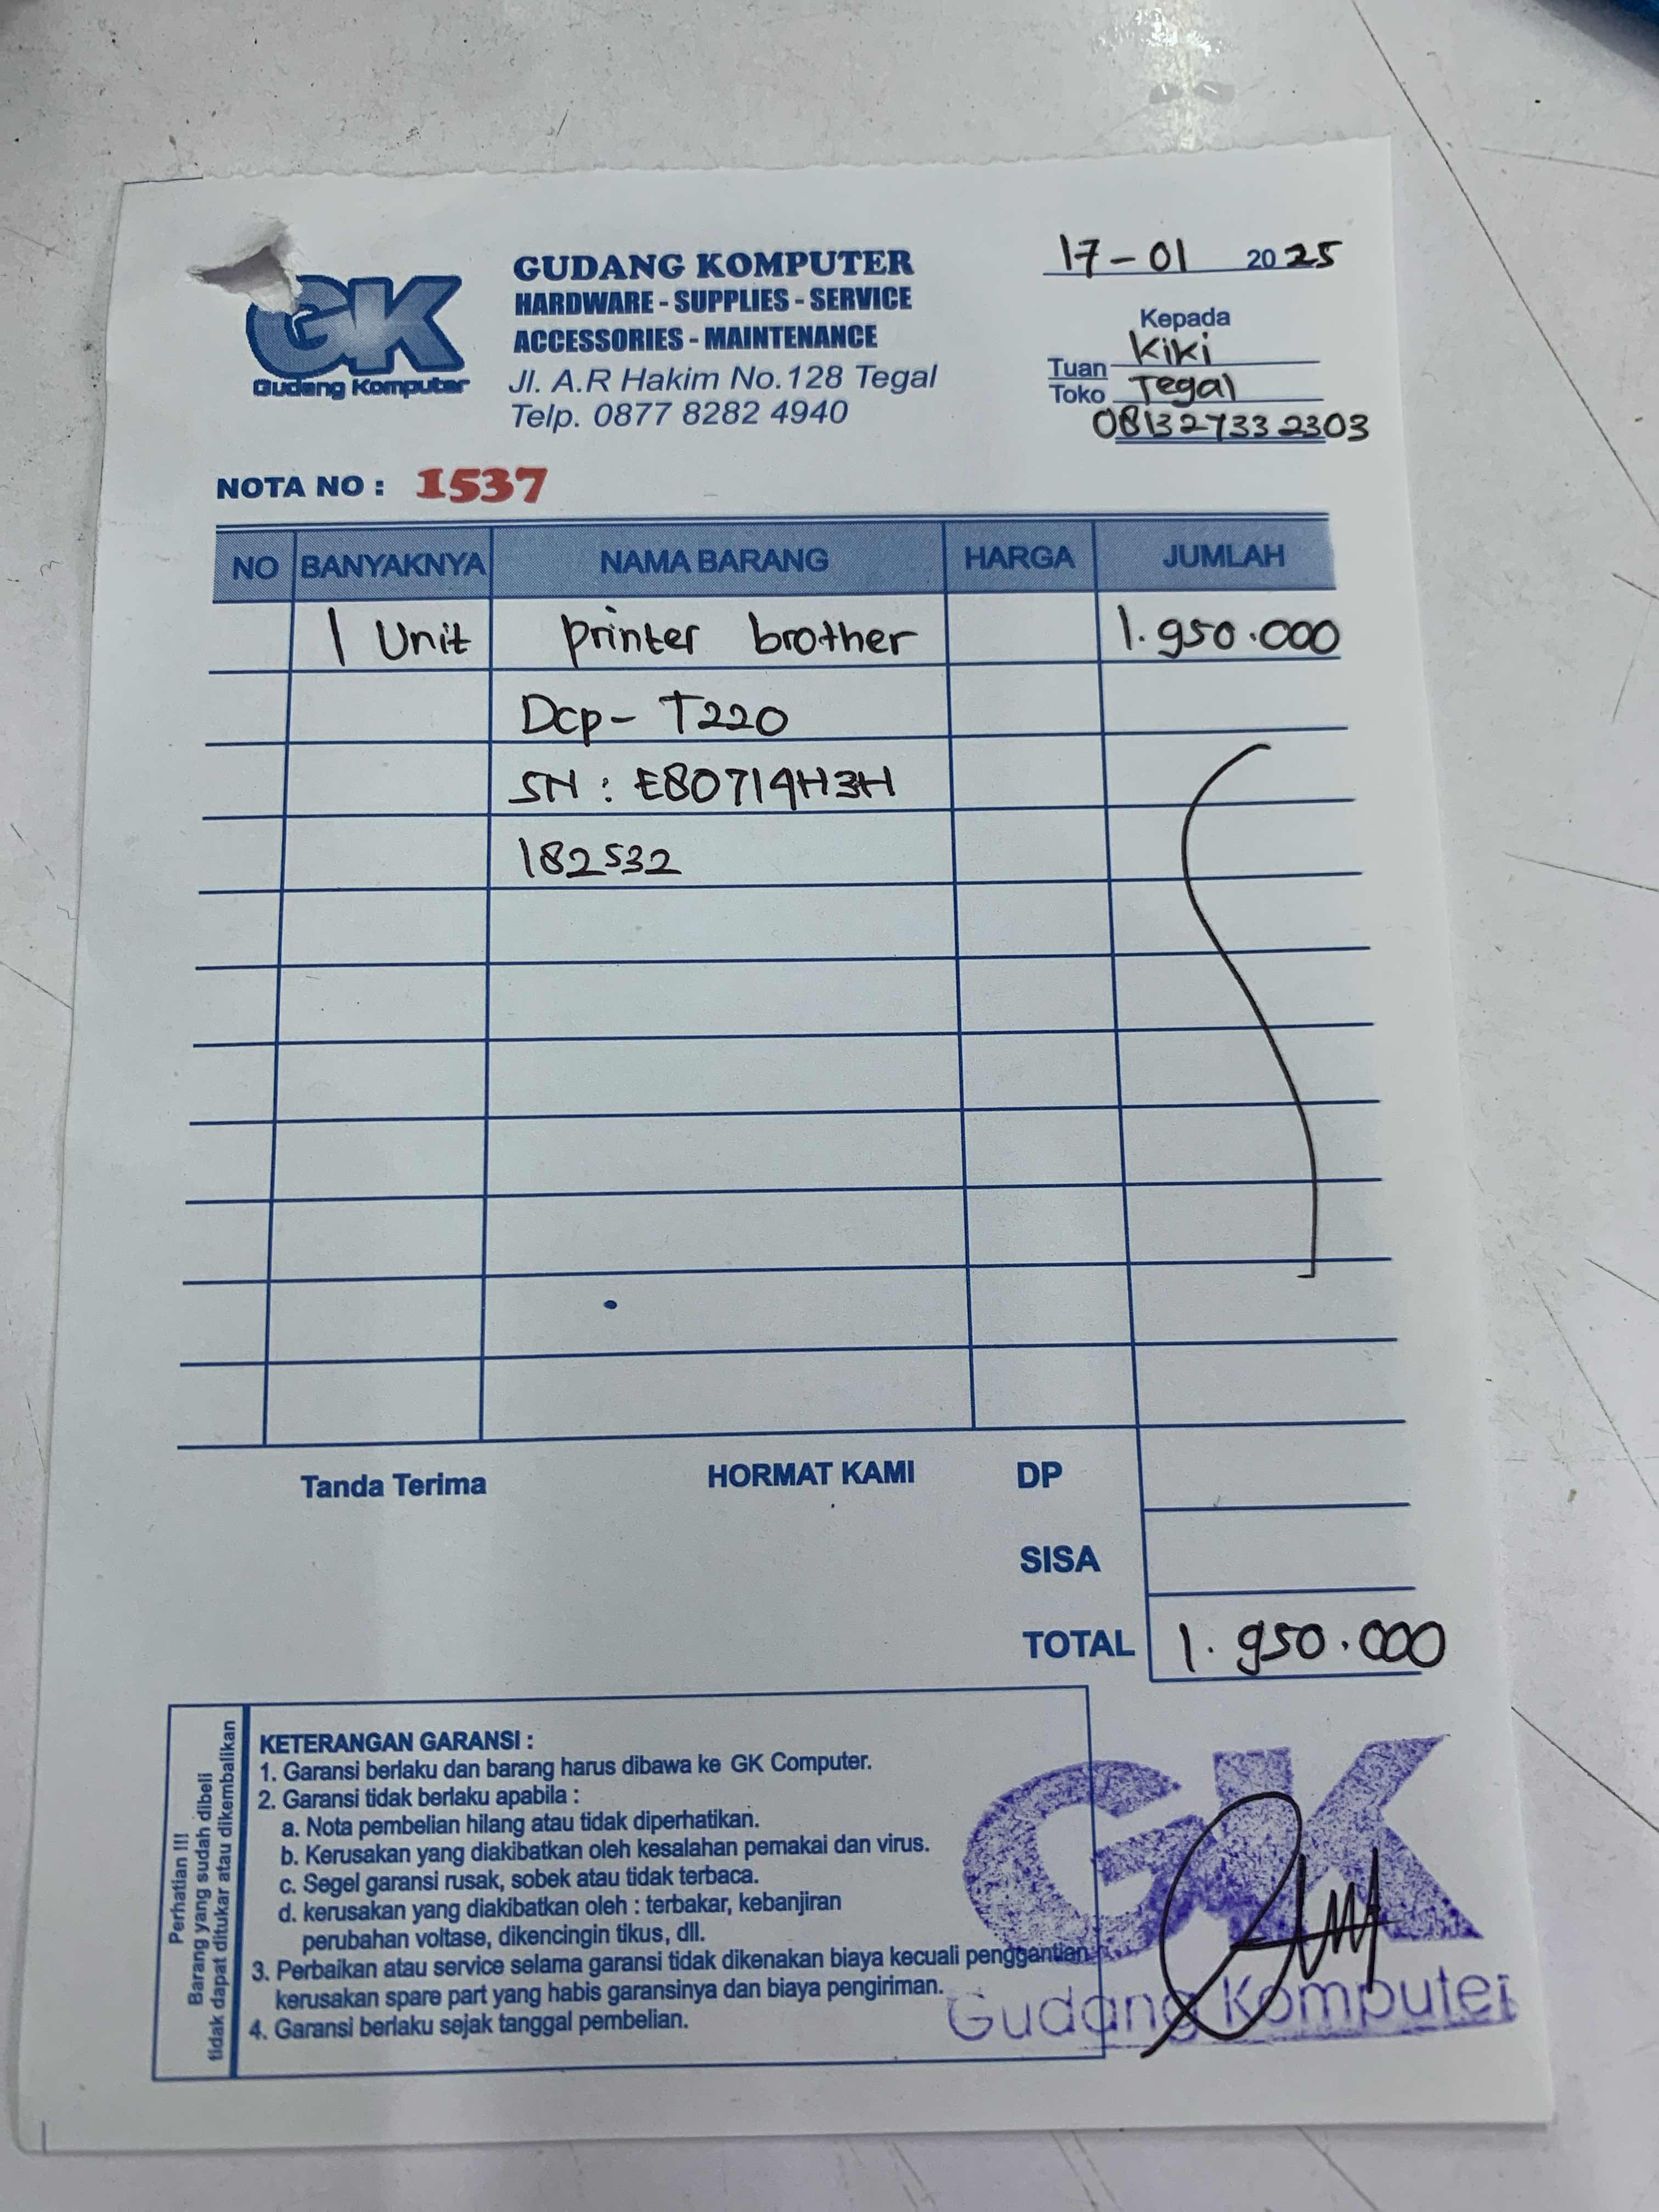 GK
Gudang Komputer
GUDANG KOMPUTER
HARDWARE - SUPPLIES - SERVICE
ACCESSORIES - MAINTENANCE
Jl. A.R Hakim No.128 Tegal
Telp. 0877 8282 4940
17-01 2025
Kepada
Tuan Kiki
Toko Tegal
081327332303
NOTA NO : 1537
NO BANYAKNYA NAMA BARANG HARGA JUMLAH
1 Unit printer brother 1.950.000
Dcp- T220
SN : E80719H3H
182532
Tanda Terima HORMAT KAMI DP
SISA
TOTAL 1.950.000
Perhatian !!!
Barang yang sudah dibeli
tidak dapat ditukar atau dikembalikan
KETERANGAN GARANSI :
1. Garansi berlaku dan barang harus dibawa ke GK Computer.
2. Garansi tidak berlaku apabila :
a. Nota pembelian hilang atau tidak diperhatikan.
b. Kerusakan yang diakibatkan oleh kesalahan pemakai dan virus.
c. Segel garansi rusak, sobek atau tidak terbaca.
d. kerusakan yang diakibatkan oleh : terbakar, kebanjiran
perubahan voltase, dikencingin tikus, dll.
3. Perbaikan atau service selama garansi tidak dikenakan biaya kecuali penggantian
kerusakan spare part yang habis garansinya dan biaya pengiriman.
4. Garansi berlaku sejak tanggal pembelian.
GK
Gudang Komputer